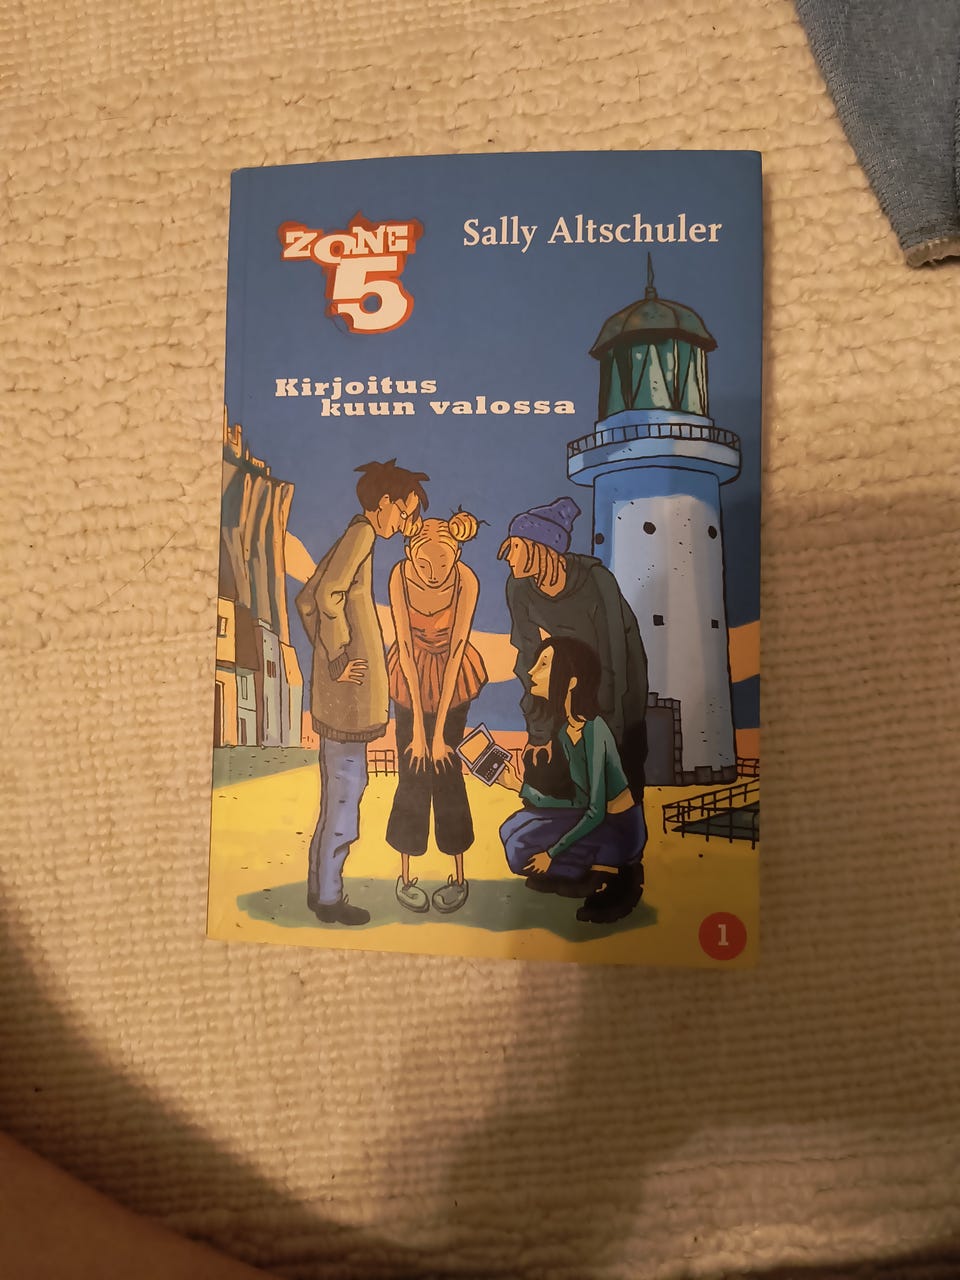 ZONE
5
Sally Altschuler
Kirjoitus
kuun valossa
1